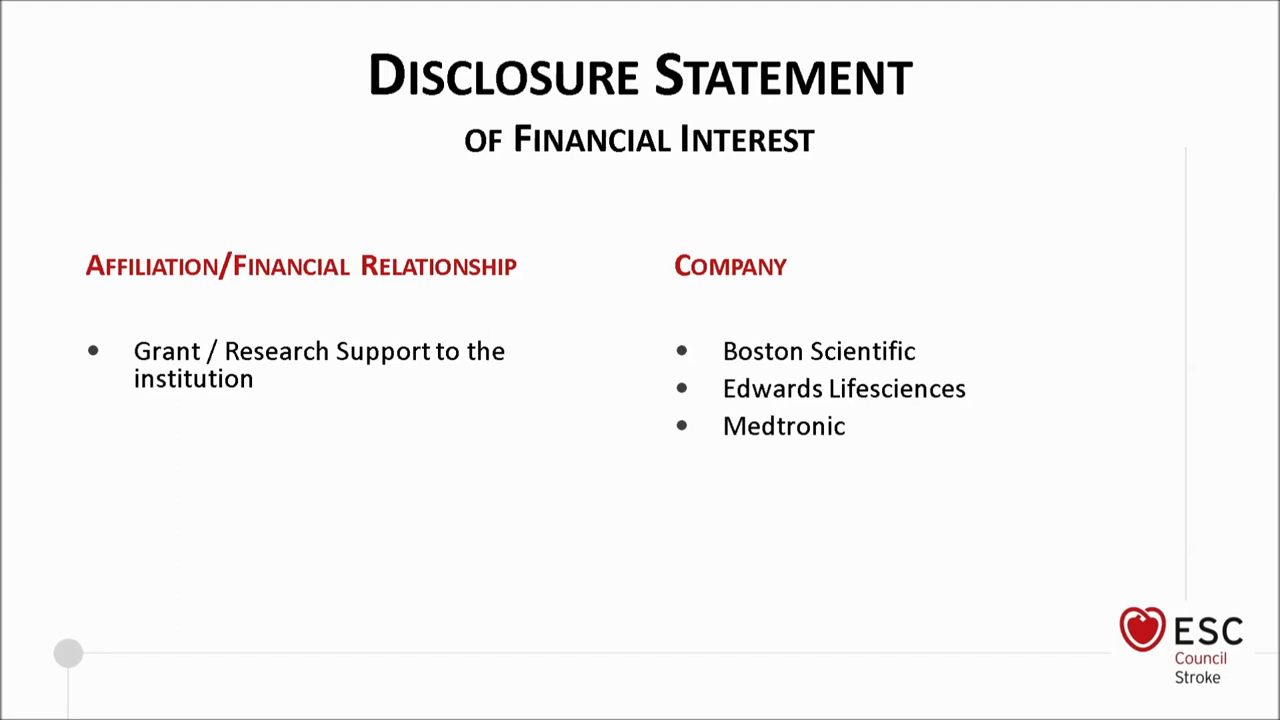 DISCLOSURE STATEMENT
OF FINANCIAL INTEREST
AFFILIATION/FINANCIAL RELATIONSHIP
• Grant / Research Support to the
institution
COMPANY
• Boston Scientific
• Edwards Lifesciences
• Medtronic
ESC
Council
Stroke